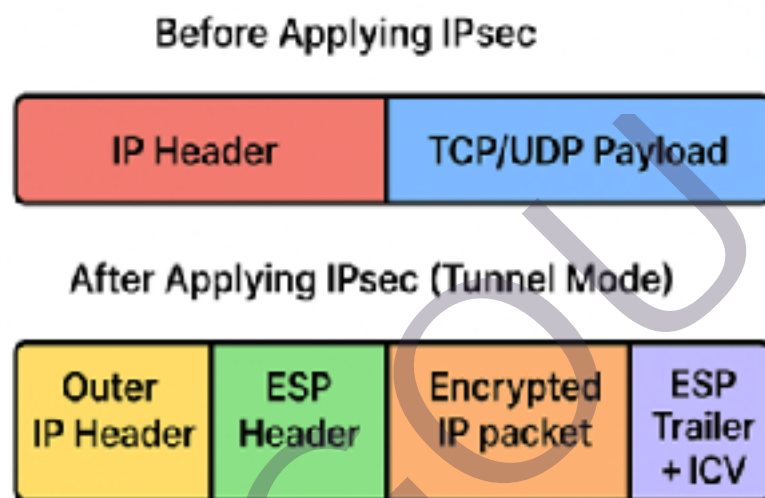 Before Applying IPsec
IP Header
TCP/UDP Payload
After Applying IPsec (Tunnel Mode)
Outer
IP Header
ESP
Header
Encrypted
IP packet
ESP
Trailer
+ ICV
COU